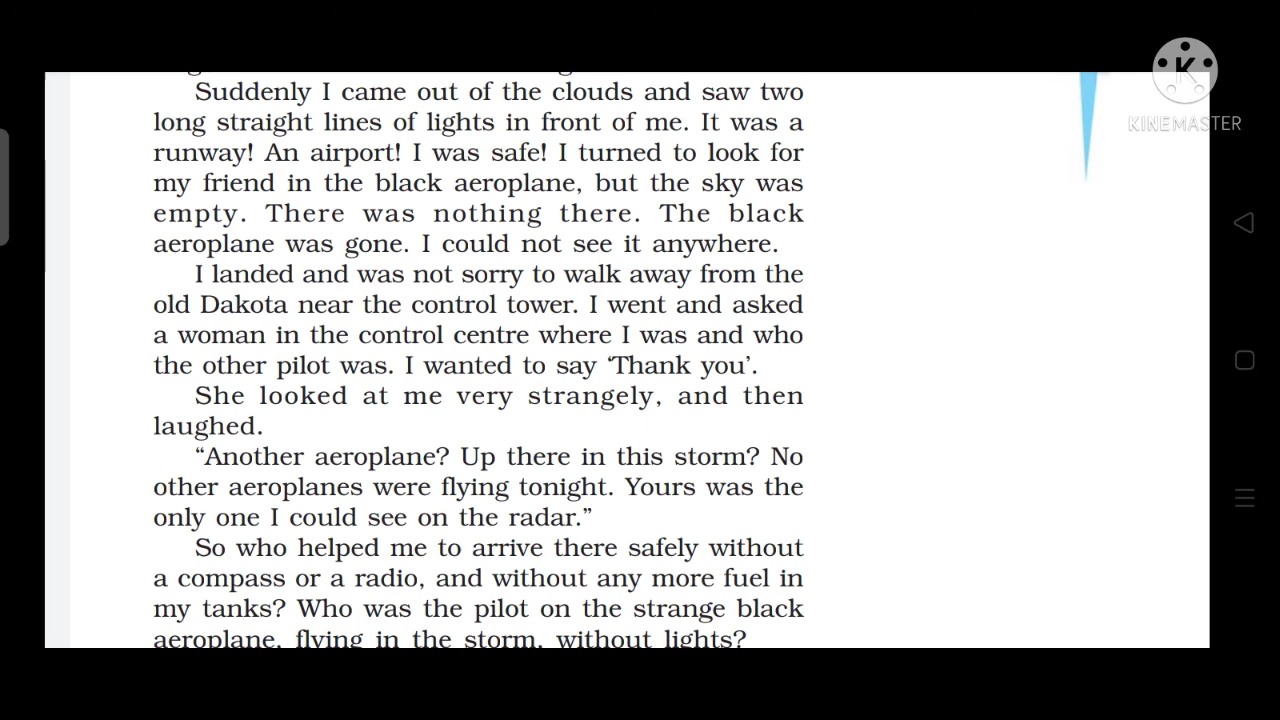 Suddenly I came out of the clouds and saw two
long straight lines of lights in front of me. It was a
runway! An airport! I was safe! I turned to look for
my friend in the black aeroplane, but the sky was
empty. There was nothing there. The black
aeroplane was gone. I could not see it anywhere.
I landed and was not sorry to walk away from the
old Dakota near the control tower. I went and asked
a woman in the control centre where I was and who
the other pilot was. I wanted to say ‘Thank you’.
She looked at me very strangely, and then
laughed.
“Another aeroplane? Up there in this storm? No
other aeroplanes were flying tonight. Yours was the
only one I could see on the radar.”
So who helped me to arrive there safely without
a compass or a radio, and without any more fuel in
my tanks? Who was the pilot on the strange black
aeroplane, flying in the storm, without lights?
K
KINEMASTER